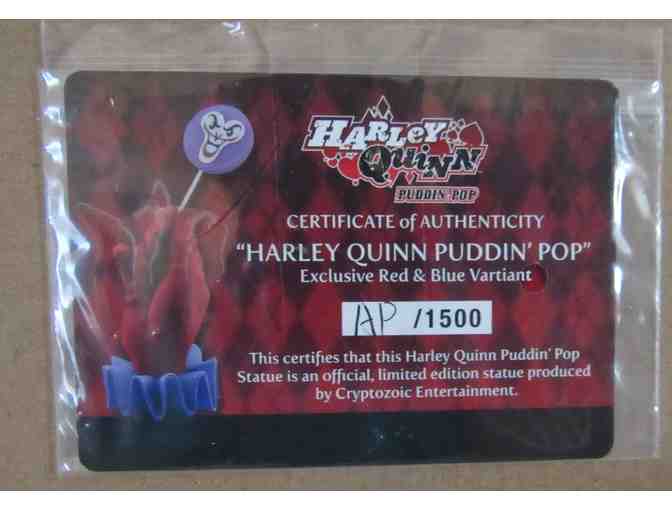 HARLEY
QUINN
PUDDIN' POP
CERTIFICATE of AUTHENTICITY
"HARLEY QUINN PUDDIN' POP"
Exclusive Red & Blue Vartiant
AP /1500
This certifies that this Harley Quinn Puddin' Pop
Statue is an official, limited edition statue produced
by Cryptozoic Entertainment.